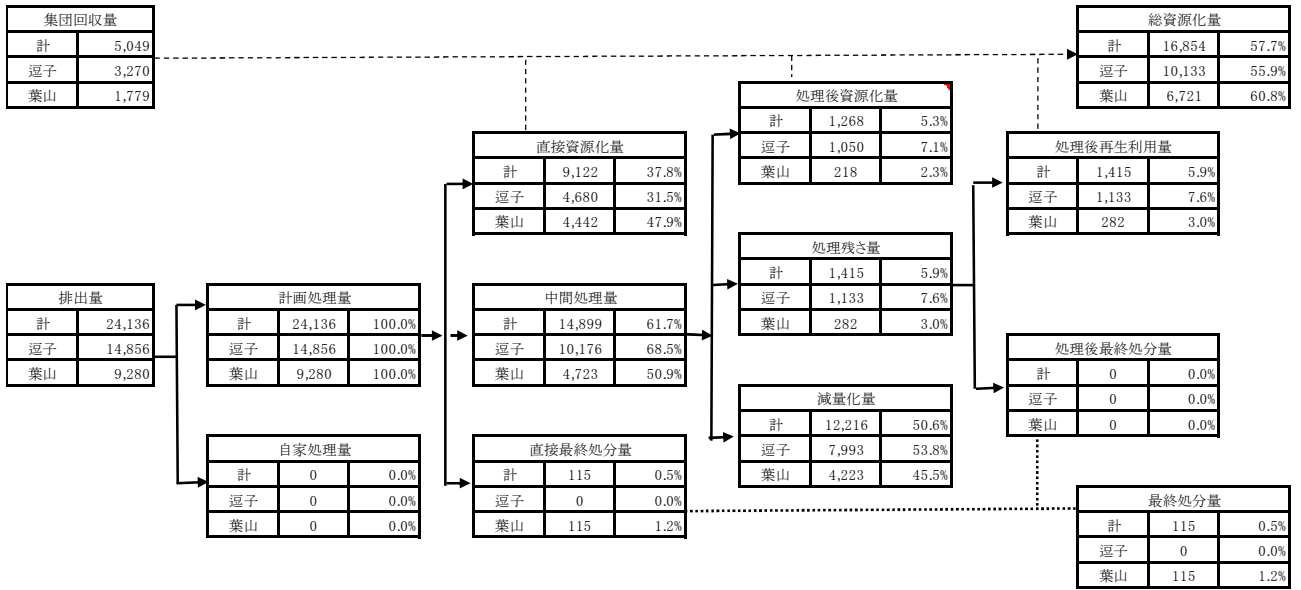 集団回収量
計 5,049
逗子 3,270
葉山 1,779
総資源化量
計 16,854 57.7%
逗子 10,133 55.9%
葉山 6,721 60.8%
処理後資源化量
計 1,268 5.3%
逗子 1,050 7.1%
葉山 218 2.3%
直接資源化量
計 9,122 37.8%
逗子 4,680 31.5%
葉山 4,442 47.9%
処理後再生利用量
計 1,415 5.9%
逗子 1,133 7.6%
葉山 282 3.0%
処理残さ量
計 1,415 5.9%
逗子 1,133 7.6%
葉山 282 3.0%
排出量
計 24,136
逗子 14,856
葉山 9,280
計画処理量
計 24,136 100.0%
逗子 14,856 100.0%
葉山 9,280 100.0%
中間処理量
計 14,899 61.7%
逗子 10,176 68.5%
葉山 4,723 50.9%
処理後最終処分量
計 0 0.0%
逗子 0 0.0%
葉山 0 0.0%
減量化量
計 12,216 50.6%
逗子 7,993 53.8%
葉山 4,223 45.5%
自家処理量
計 0 0.0%
逗子 0 0.0%
葉山 0 0.0%
直接最終処分量
計 115 0.5%
逗子 0 0.0%
葉山 115 1.2%
最終処分量
計 115 0.5%
逗子 0 0.0%
葉山 115 1.2%